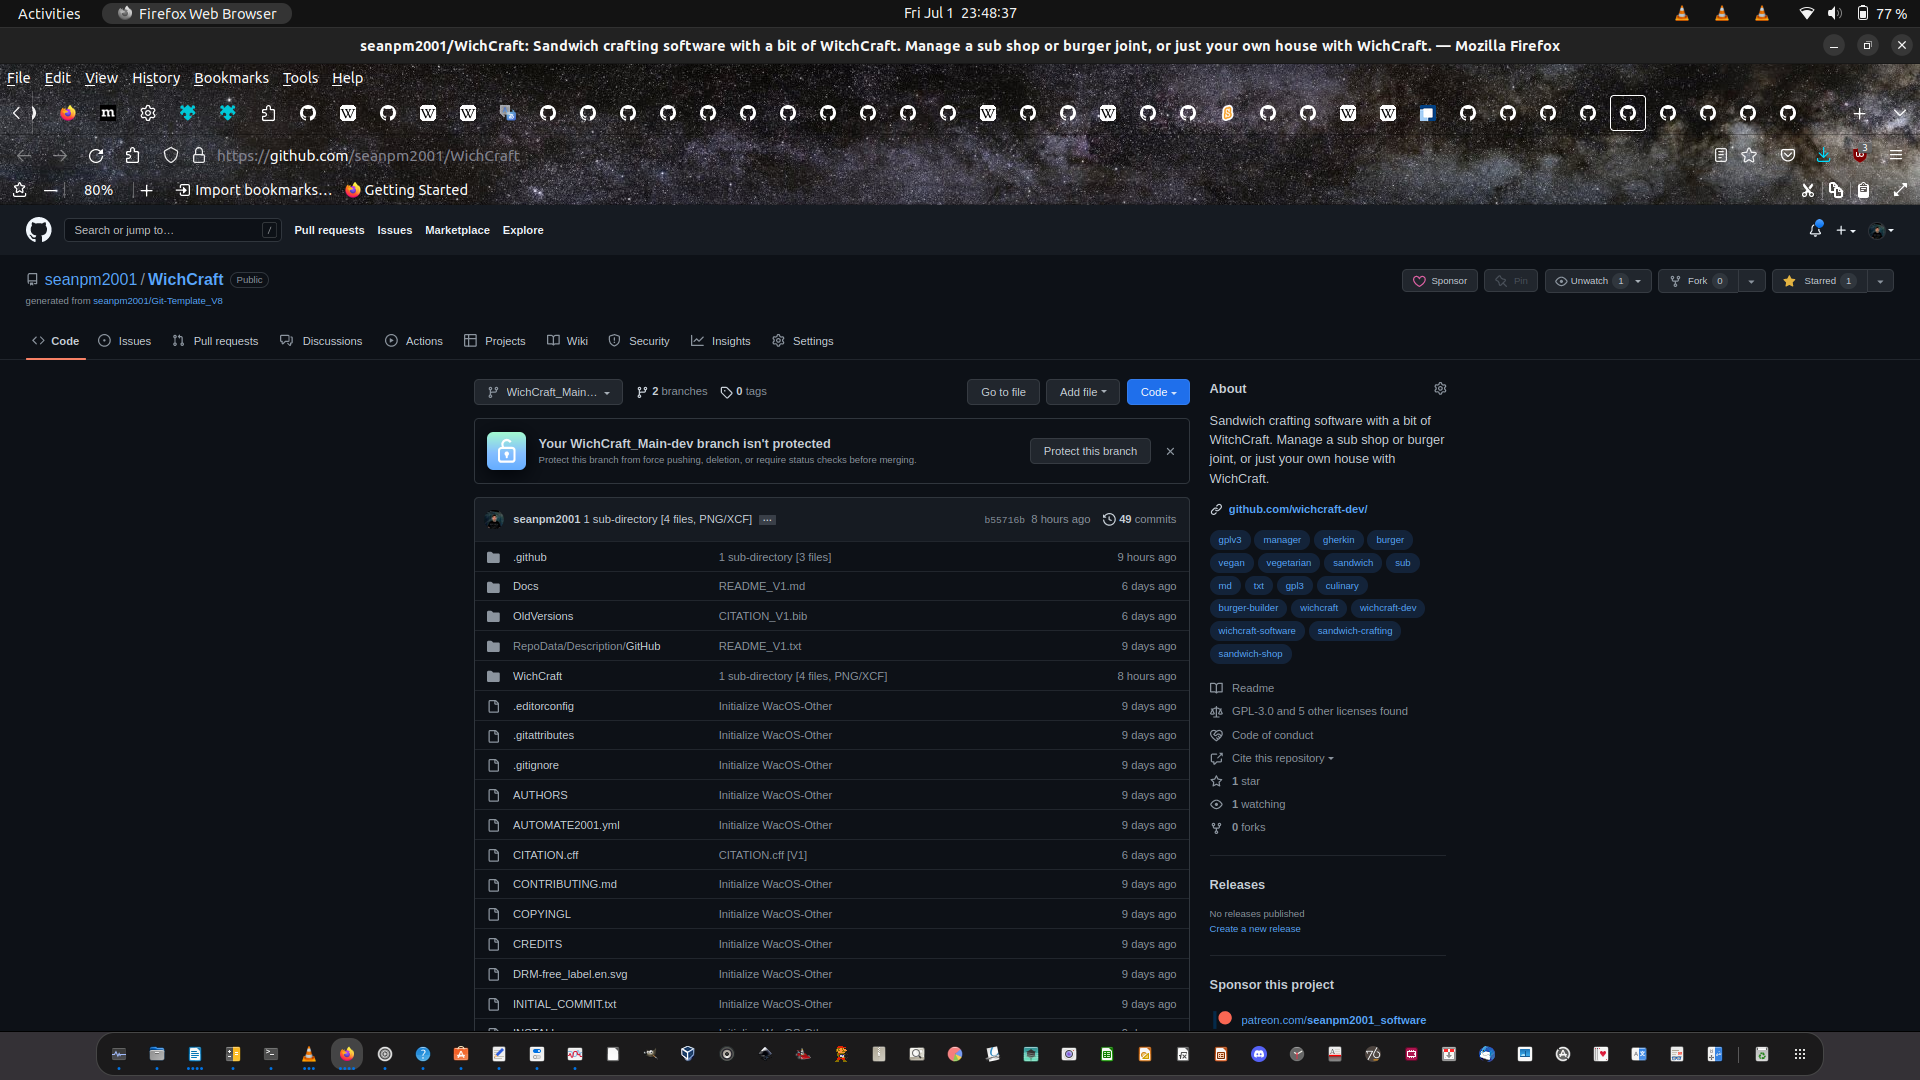 Activities
Firefox Web Browser
Fri Jul 1 23:48:37
77 %
seanpm2001/WichCraft: Sandwich crafting software with a bit of WitchCraft. Manage a sub shop or burger joint, or just your own house with WichCraft. — Mozilla Firefox
File Edit View History Bookmarks Tools Help
https://github.com/seanpm2001/WichCraft
3
80%
Import bookmarks…
Getting Started
Search or jump to…
/
Pull requests Issues Marketplace Explore
seanpm2001 / WichCraft
Public
generated from seanpm2001/Git-Template_V8
Sponsor
Pin
Unwatch 1
Fork 0
Starred 1
Code
Issues
Pull requests
Discussions
Actions
Projects
Wiki
Security
Insights
Settings
WichCraft_Main…
2 branches
0 tags
Go to file
Add file
Code
Your WichCraft_Main-dev branch isn't protected
Protect this branch from force pushing, deletion, or require status checks before merging.
Protect this branch
seanpm2001 1 sub-directory [4 files, PNG/XCF] …
b55716b 8 hours ago
49 commits
.github 1 sub-directory [3 files] 9 hours ago
Docs README_V1.md 6 days ago
OldVersions CITATION_V1.bib 6 days ago
RepoData/Description/GitHub README_V1.txt 9 days ago
WichCraft 1 sub-directory [4 files, PNG/XCF] 8 hours ago
.editorconfig Initialize WacOS-Other 9 days ago
.gitattributes Initialize WacOS-Other 9 days ago
.gitignore Initialize WacOS-Other 9 days ago
AUTHORS Initialize WacOS-Other 9 days ago
AUTOMATE2001.yml Initialize WacOS-Other 9 days ago
CITATION.cff CITATION.cff [V1] 6 days ago
CONTRIBUTING.md Initialize WacOS-Other 9 days ago
COPYINGL Initialize WacOS-Other 9 days ago
CREDITS Initialize WacOS-Other 9 days ago
DRM-free_label.en.svg Initialize WacOS-Other 9 days ago
INITIAL_COMMIT.txt Initialize WacOS-Other 9 days ago
About
Sandwich crafting software with a bit of
WitchCraft. Manage a sub shop or burger
joint, or just your own house with
WichCraft.
github.com/wichcraft-dev/
gplv3 manager gherkin burger
vegan vegetarian sandwich sub
md txt gpl3 culinary
burger-builder wichcraft wichcraft-dev
wichcraft-software sandwich-crafting
sandwich-shop
Readme
GPL-3.0 and 5 other licenses found
Code of conduct
Cite this repository
1 star
1 watching
0 forks
Releases
No releases published
Create a new release
Sponsor this project
patreon.com/seanpm2001_software